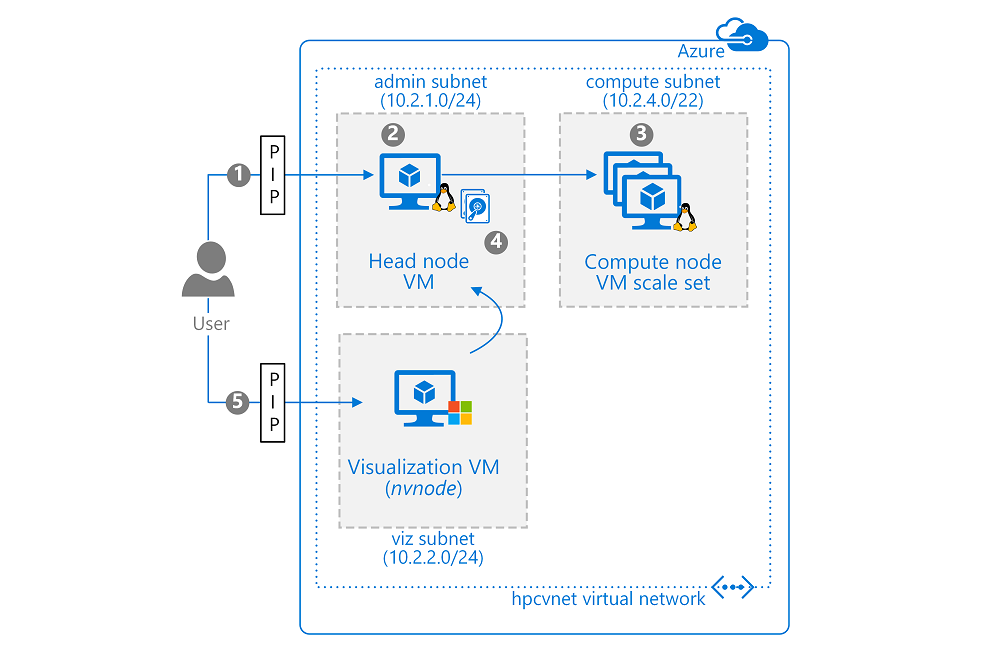 Azure
admin subnet
(10.2.1.0/24)
compute subnet
(10.2.4.0/22)
1
P
I
P
2
3
4
Head node
VM
Compute node
VM scale set
User
5
P
I
P
Visualization VM
(nvnode)
viz subnet
(10.2.2.0/24)
hpcvnet virtual network